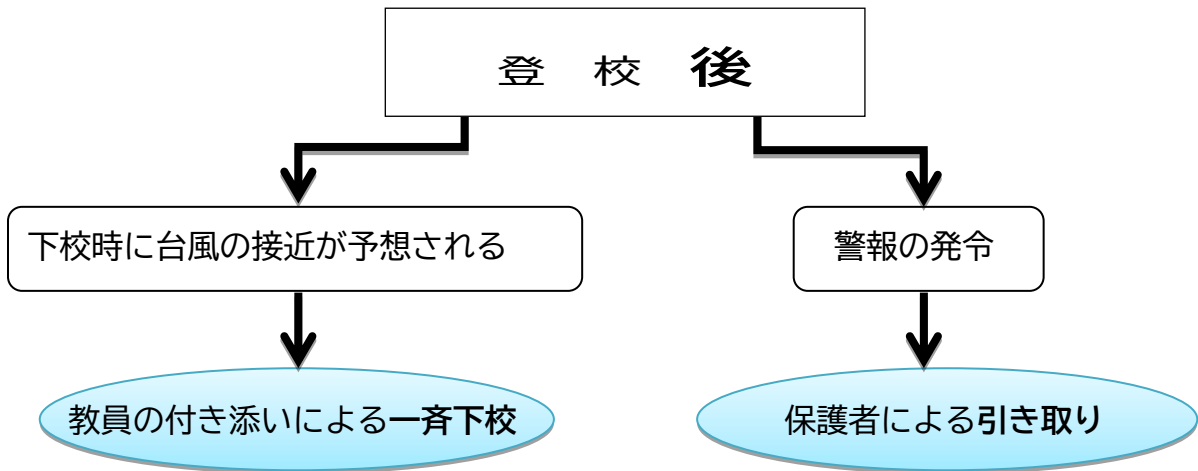 登 校 後
下校時に台風の接近が予想される
警報の発令
教員の付き添いによる一斉下校
保護者による引き取り